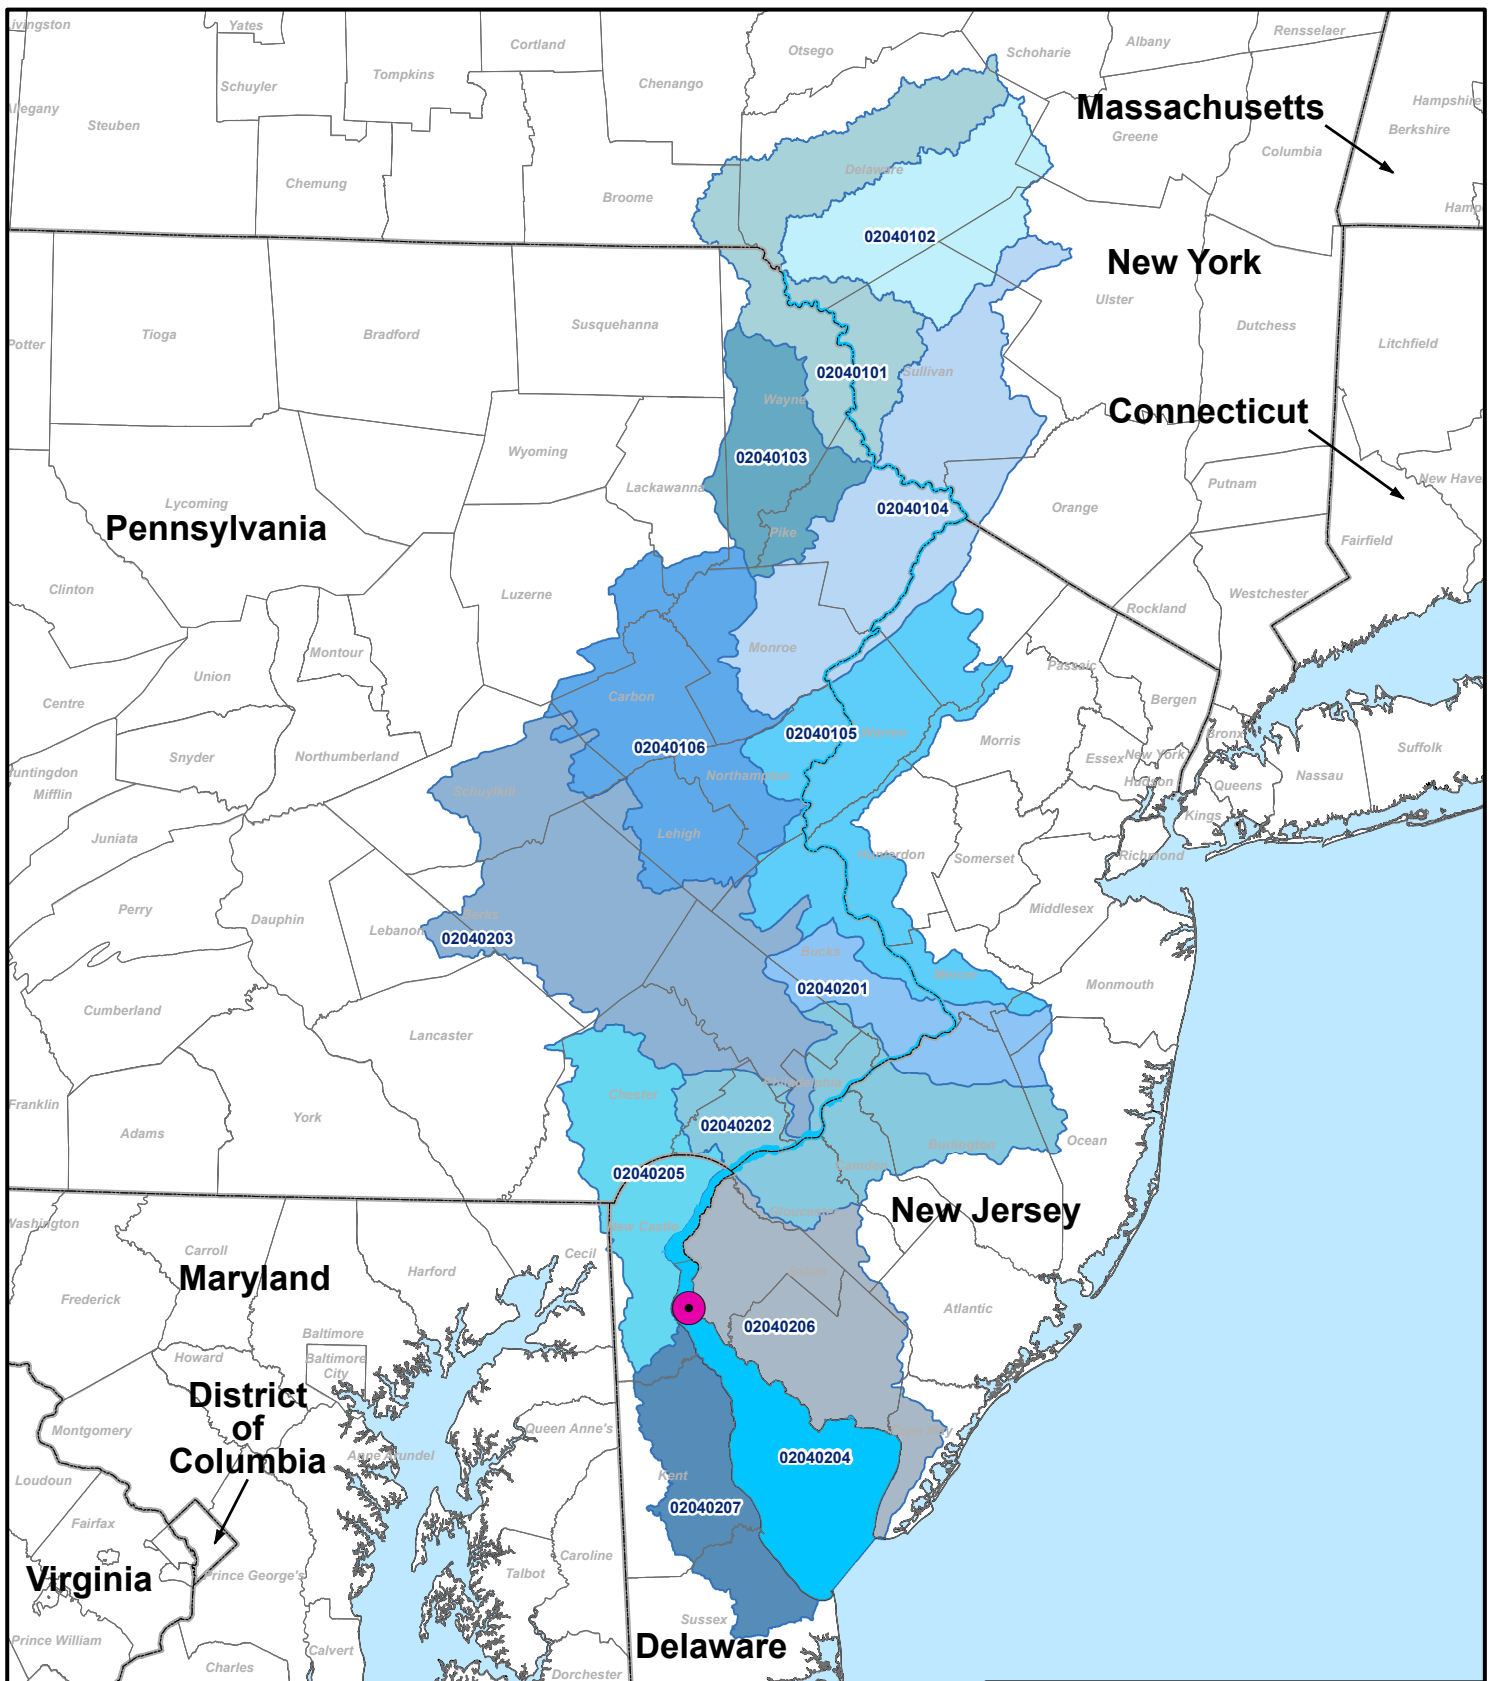 Livingston
Yates
Cortland
Otsego
Schoharie
Albany
Rensselaer
Schuyler
Tompkins
Chenango
Massachusetts
Hampshire
Allegany
Steuben
Greene
Berkshire
Columbia
Chemung
Broome
Delaware
Hamp
02040102
New York
Ulster
Tioga
Bradford
Susquehanna
Dutchess
Potter
Litchfield
02040101
Sullivan
Wayne
Connecticut
Wyoming
02040103
Lackawanna
Putnam
New Have
Lycoming
Pennsylvania
02040104
Orange
Pike
Fairfield
Clinton
Luzerne
Westchester
Rockland
Montour
Monroe
Union
Passaic
Centre
Carbon
Bergen
02040105
Warren
Morris
Bronx
Snyder
Northumberland
02040106
Essex
New York
Suffolk
Huntingdon
Northampton
Hudson
Queens
Nassau
Mifflin
Schuylkill
Kings
Juniata
Lehigh
Hunterdon
Somerset
Richmond
Perry
Dauphin
Berks
Middlesex
Lebanon
02040203
Bucks
Mercer
02040201
Monmouth
Cumberland
Lancaster
Philadelphia
Franklin
Chester
York
Adams
02040202
Burlington
Ocean
Camden
02040205
Gloucester
New Jersey
Washington
New Castle
Carroll
Cecil
Maryland
Harford
Salem
Frederick
Atlantic
02040206
Baltimore
Howard
Baltimore
City
District
of
Columbia
Montgomery
Queen Anne's
Cape May
Anne Arundel
02040204
Loudoun
Kent
02040207
Fairfax
Caroline
Virginia
Prince George's
Talbot
Sussex
Prince William
Delaware
Calvert
Charles
Dorchester